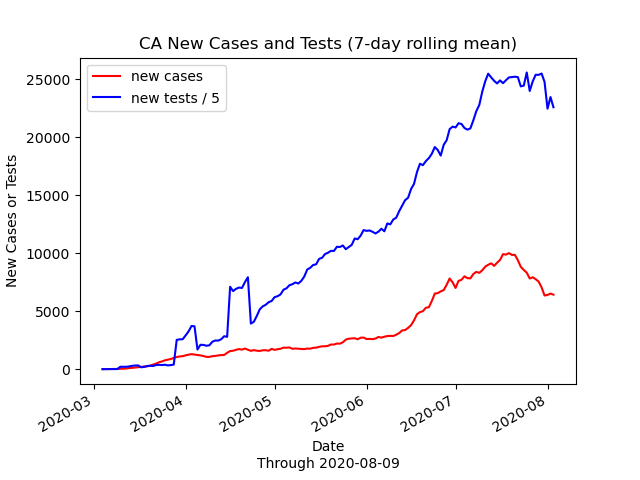 CA New Cases and Tests (7-day rolling mean)
new cases
new tests / 5
New Cases or Tests
25000
20000
15000
10000
5000
0
2020-03
2020-04
2020-05
2020-06
2020-07
2020-08
Date
Through 2020-08-09